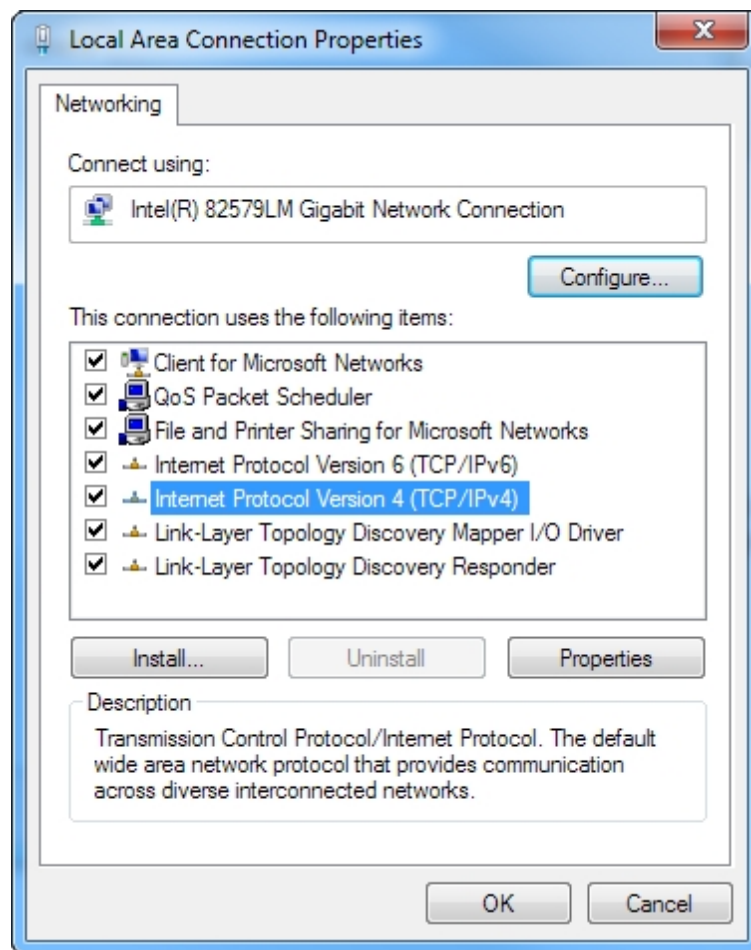 Local Area Connection Properties
Networking
Connect using:
Intel(R) 82579LM Gigabit Network Connection
Configure...
This connection uses the following items:
Client for Microsoft Networks
QoS Packet Scheduler
File and Printer Sharing for Microsoft Networks
Internet Protocol Version 6 (TCP/IPv6)
Internet Protocol Version 4 (TCP/IPv4)
Link-Layer Topology Discovery Mapper I/O Driver
Link-Layer Topology Discovery Responder
Install... Uninstall Properties
Description
Transmission Control Protocol/Internet Protocol. The default
wide area network protocol that provides communication
across diverse interconnected networks.
OK Cancel